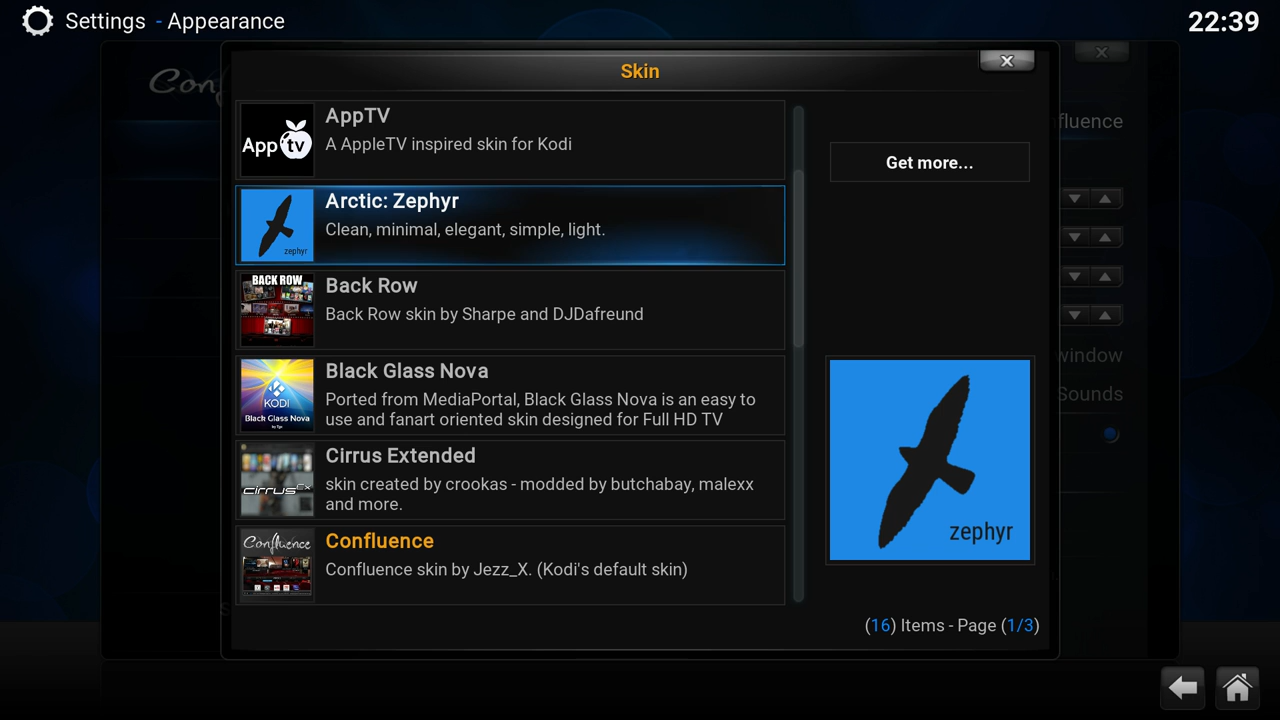 Settings - Appearance
22:39
Skin
AppTV
A AppleTV inspired skin for Kodi
App tv
Get more...
Arctic: Zephyr
Clean, minimal, elegant, simple, light.
zephyr
BACK ROW
Back Row
Back Row skin by Sharpe and DJDafreund
Black Glass Nova
Ported from MediaPortal, Black Glass Nova is an easy to
use and fanart oriented skin designed for Full HD TV
KODI
Black Glass Nova
Cirrus Extended
skin created by crookas - modded by butchabay, malexx
and more.
cirrus Ex
Confluence
Confluence
Confluence skin by Jezz_X. (Kodi's default skin)
zephyr
(16) Items - Page (1/3)
Conf
fluence
window
Sounds